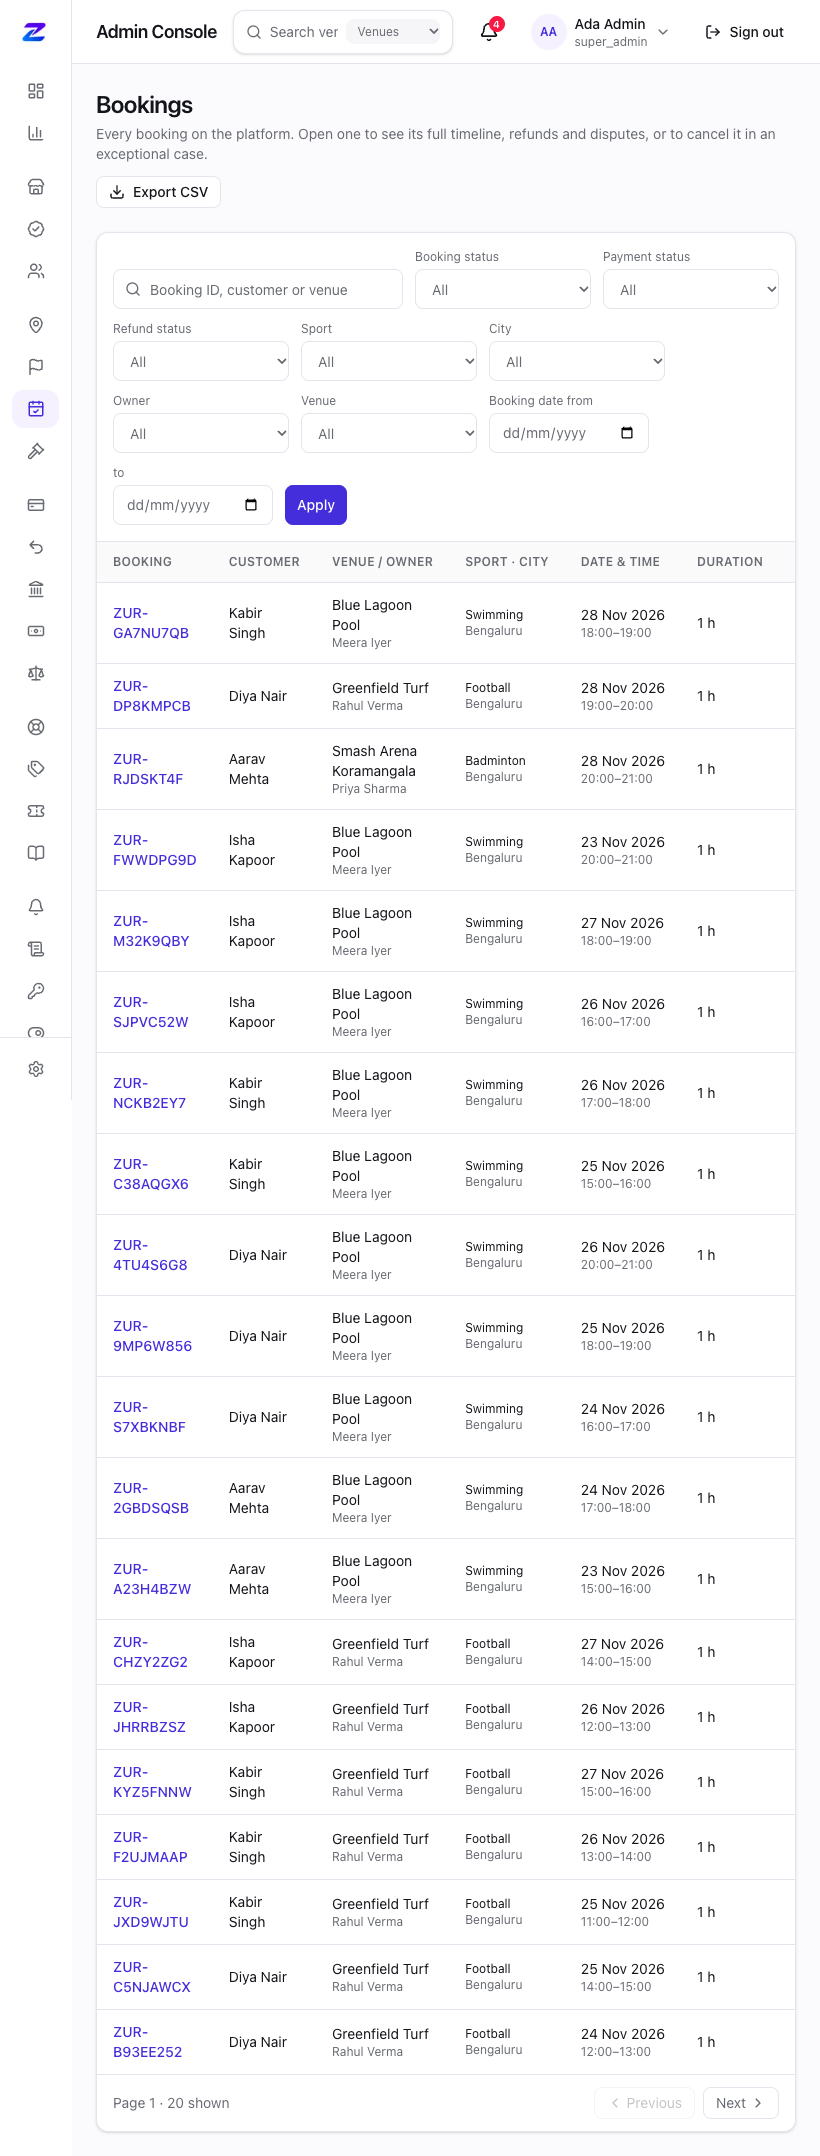 Admin Console
Search ver
Venues
4
AA
Ada Admin
super_admin
Sign out
Bookings
Every booking on the platform. Open one to see its full timeline, refunds and disputes, or to cancel it in an
exceptional case.
Export CSV
Booking status
Payment status
Booking ID, customer or venue
All
All
Refund status
Sport
City
All
All
All
Owner
Venue
Booking date from
All
All
dd/mm/yyyy
to
dd/mm/yyyy
Apply
BOOKING CUSTOMER VENUE / OWNER SPORT · CITY DATE & TIME DURATION
ZUR-
GA7NU7QB
Kabir
Singh
Blue Lagoon
Pool
Meera Iyer
Swimming
Bengaluru
28 Nov 2026
18:00–19:00
1 h
ZUR-
DP8KMPCB
Diya Nair
Greenfield Turf
Rahul Verma
Football
Bengaluru
28 Nov 2026
19:00–20:00
1 h
ZUR-
RJDSKT4F
Aarav
Mehta
Smash Arena
Koramangala
Priya Sharma
Badminton
Bengaluru
28 Nov 2026
20:00–21:00
1 h
ZUR-
FWWDPG9D
Isha
Kapoor
Blue Lagoon
Pool
Meera Iyer
Swimming
Bengaluru
23 Nov 2026
20:00–21:00
1 h
ZUR-
M32K9QBY
Isha
Kapoor
Blue Lagoon
Pool
Meera Iyer
Swimming
Bengaluru
27 Nov 2026
18:00–19:00
1 h
ZUR-
SJPVC52W
Isha
Kapoor
Blue Lagoon
Pool
Meera Iyer
Swimming
Bengaluru
26 Nov 2026
16:00–17:00
1 h
ZUR-
NCKB2EY7
Kabir
Singh
Blue Lagoon
Pool
Meera Iyer
Swimming
Bengaluru
26 Nov 2026
17:00–18:00
1 h
ZUR-
C38AQGX6
Kabir
Singh
Blue Lagoon
Pool
Meera Iyer
Swimming
Bengaluru
25 Nov 2026
15:00–16:00
1 h
ZUR-
4TU4S6G8
Diya Nair
Blue Lagoon
Pool
Meera Iyer
Swimming
Bengaluru
26 Nov 2026
20:00–21:00
1 h
ZUR-
9MP6W856
Diya Nair
Blue Lagoon
Pool
Meera Iyer
Swimming
Bengaluru
25 Nov 2026
18:00–19:00
1 h
ZUR-
S7XBKNBF
Diya Nair
Blue Lagoon
Pool
Meera Iyer
Swimming
Bengaluru
24 Nov 2026
16:00–17:00
1 h
ZUR-
2GBDSQSB
Aarav
Mehta
Blue Lagoon
Pool
Meera Iyer
Swimming
Bengaluru
24 Nov 2026
17:00–18:00
1 h
ZUR-
A23H4BZW
Aarav
Mehta
Blue Lagoon
Pool
Meera Iyer
Swimming
Bengaluru
23 Nov 2026
15:00–16:00
1 h
ZUR-
CHZY2ZG2
Isha
Kapoor
Greenfield Turf
Rahul Verma
Football
Bengaluru
27 Nov 2026
14:00–15:00
1 h
ZUR-
JHRRBZSZ
Isha
Kapoor
Greenfield Turf
Rahul Verma
Football
Bengaluru
26 Nov 2026
12:00–13:00
1 h
ZUR-
KYZ5FNNW
Kabir
Singh
Greenfield Turf
Rahul Verma
Football
Bengaluru
27 Nov 2026
15:00–16:00
1 h
ZUR-
F2UJMAAP
Kabir
Singh
Greenfield Turf
Rahul Verma
Football
Bengaluru
26 Nov 2026
13:00–14:00
1 h
ZUR-
JXD9WJTU
Kabir
Singh
Greenfield Turf
Rahul Verma
Football
Bengaluru
25 Nov 2026
11:00–12:00
1 h
ZUR-
C5NJAWCX
Diya Nair
Greenfield Turf
Rahul Verma
Football
Bengaluru
25 Nov 2026
14:00–15:00
1 h
ZUR-
B93EE252
Diya Nair
Greenfield Turf
Rahul Verma
Football
Bengaluru
24 Nov 2026
12:00–13:00
1 h
Page 1 · 20 shown
Previous
Next